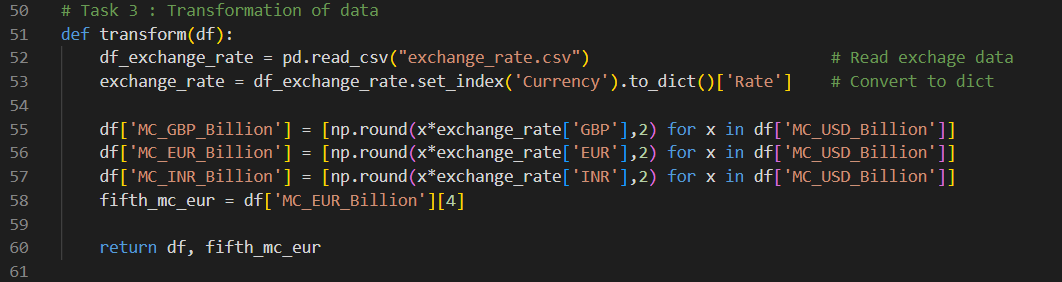 50 # Task 3 : Transformation of data
51 def transform(df):
52     df_exchange_rate = pd.read_csv("exchange_rate.csv")                        # Read exchage data
53     exchange_rate = df_exchange_rate.set_index('Currency').to_dict()['Rate']    # Convert to dict
54
55     df['MC_GBP_Billion'] = [np.round(x*exchange_rate['GBP'],2) for x in df['MC_USD_Billion']]
56     df['MC_EUR_Billion'] = [np.round(x*exchange_rate['EUR'],2) for x in df['MC_USD_Billion']]
57     df['MC_INR_Billion'] = [np.round(x*exchange_rate['INR'],2) for x in df['MC_USD_Billion']]
58     fifth_mc_eur = df['MC_EUR_Billion'][4]
59
60     return df, fifth_mc_eur
61